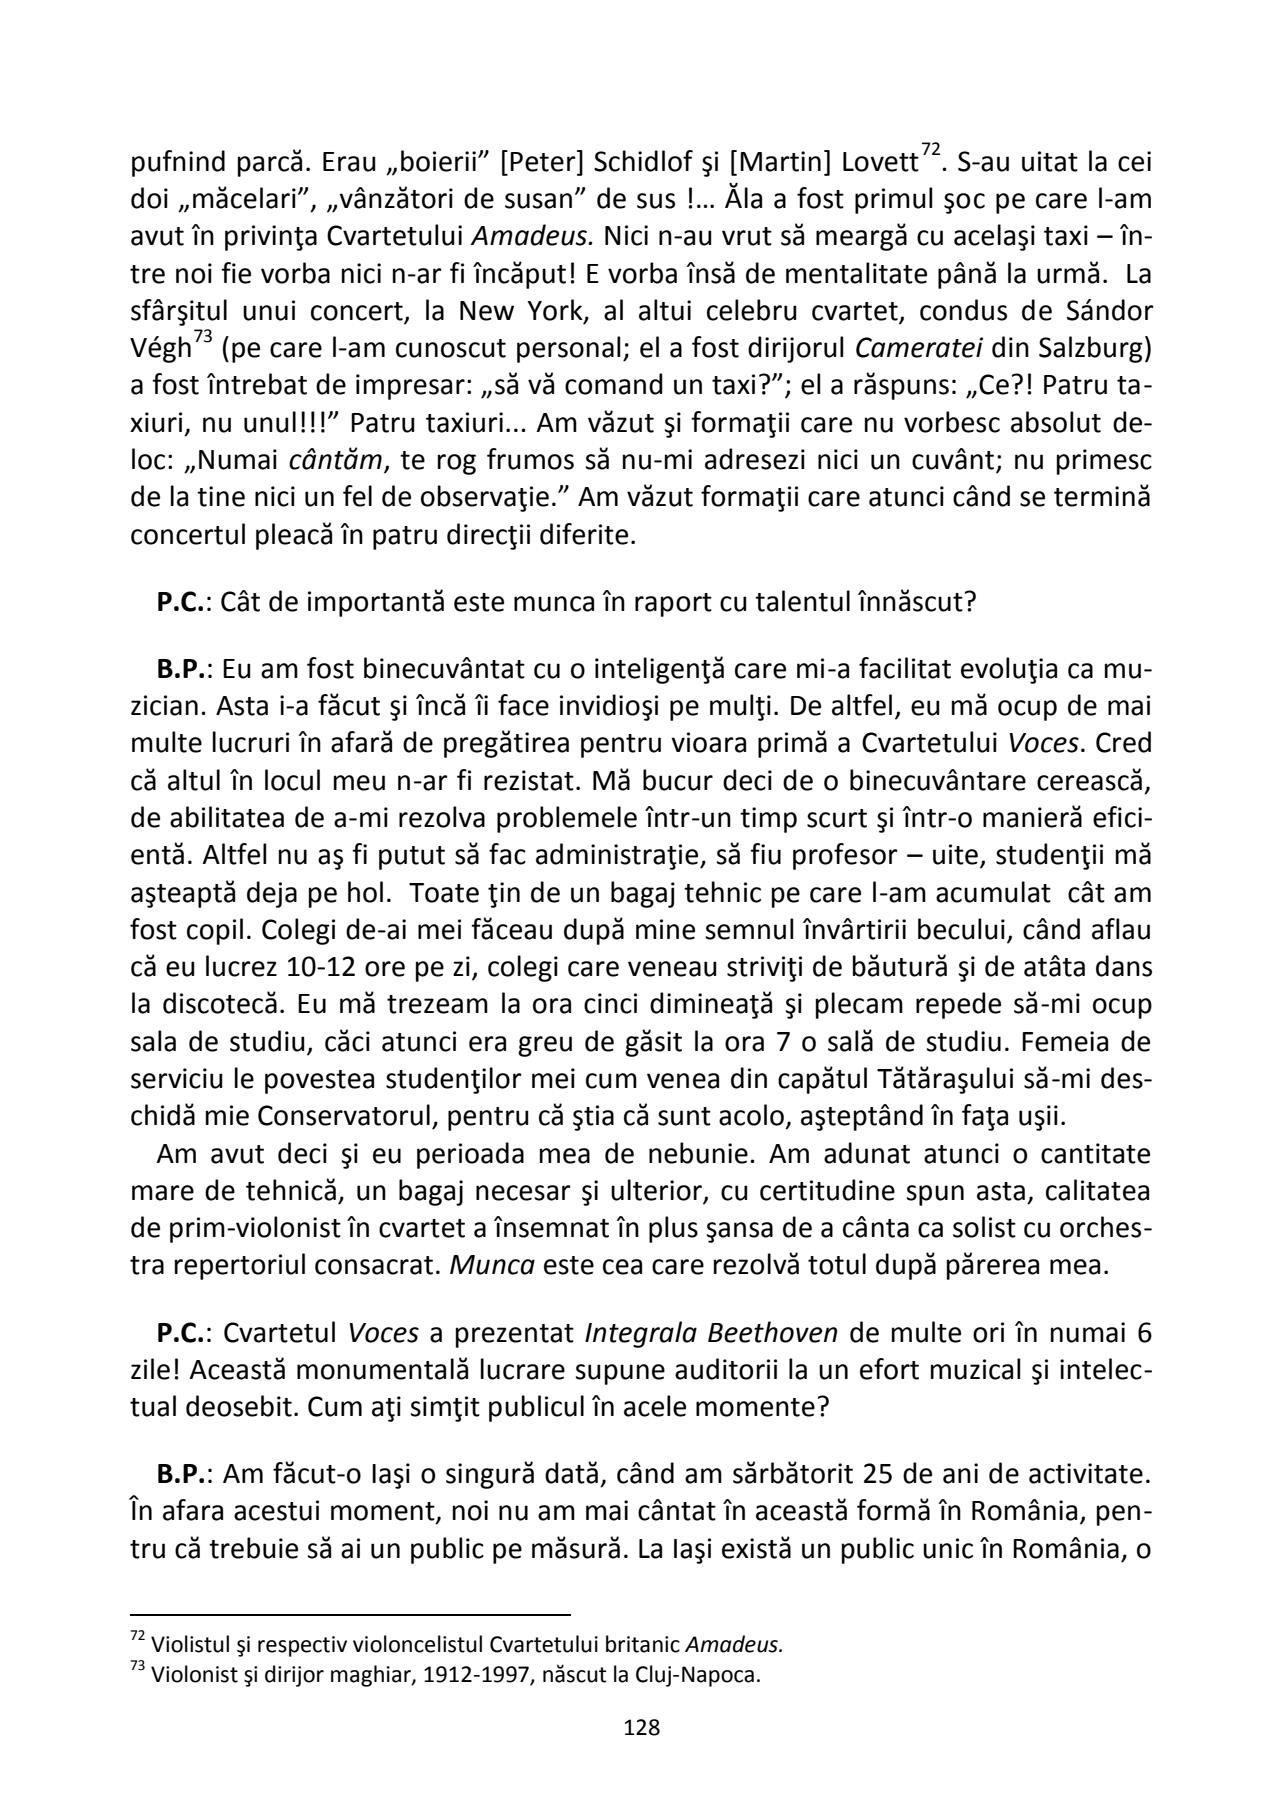 pufnind parcă. Erau „boierii” [Peter] Schidlof şi [Martin] Lovett72. S-au uitat la cei
doi „măcelari”, „vânzători de susan” de sus !… Ăla a fost primul şoc pe care l-am
avut în privinţa Cvartetului Amadeus. Nici n-au vrut să meargă cu acelaşi taxi – în-
tre noi fie vorba nici n-ar fi încăput! E vorba însă de mentalitate până la urmă. La
sfârşitul unui concert, la New York, al altui celebru cvartet, condus de Sándor
Végh73 (pe care l-am cunoscut personal; el a fost dirijorul Cameratei din Salzburg)
a fost întrebat de impresar: „să vă comand un taxi?”; el a răspuns: „Ce?! Patru ta-
xiuri, nu unul!!!” Patru taxiuri... Am văzut şi formaţii care nu vorbesc absolut de-
loc: „Numai cântăm, te rog frumos să nu-mi adresezi nici un cuvânt; nu primesc
de la tine nici un fel de observaţie.” Am văzut formaţii care atunci când se termină
concertul pleacă în patru direcţii diferite.
P.C.: Cât de importantă este munca în raport cu talentul înnăscut?
B.P.: Eu am fost binecuvântat cu o inteligenţă care mi-a facilitat evoluţia ca mu-
zician. Asta i-a făcut şi încă îi face invidioşi pe mulţi. De altfel, eu mă ocup de mai
multe lucruri în afară de pregătirea pentru vioara primă a Cvartetului Voces. Cred
că altul în locul meu n-ar fi rezistat. Mă bucur deci de o binecuvântare cerească,
de abilitatea de a-mi rezolva problemele într-un timp scurt şi într-o manieră efici-
entă. Altfel nu aş fi putut să fac administraţie, să fiu profesor – uite, studenţii mă
aşteaptă deja pe hol. Toate ţin de un bagaj tehnic pe care l-am acumulat cât am
fost copil. Colegi de-ai mei făceau după mine semnul învârtirii becului, când aflau
că eu lucrez 10-12 ore pe zi, colegi care veneau striviţi de băutură şi de atâta dans
la discotecă. Eu mă trezeam la ora cinci dimineaţă şi plecam repede să-mi ocup
sala de studiu, căci atunci era greu de găsit la ora 7 o sală de studiu. Femeia de
serviciu le povestea studenţilor mei cum venea din capătul Tătăraşului să-mi des-
chidă mie Conservatorul, pentru că ştia că sunt acolo, aşteptând în faţa uşii.
Am avut deci şi eu perioada mea de nebunie. Am adunat atunci o cantitate
mare de tehnică, un bagaj necesar şi ulterior, cu certitudine spun asta, calitatea
de prim-violonist în cvartet a însemnat în plus şansa de a cânta ca solist cu orches-
tra repertoriul consacrat. Munca este cea care rezolvă totul după părerea mea.
P.C.: Cvartetul Voces a prezentat Integrala Beethoven de multe ori în numai 6
zile! Această monumentală lucrare supune auditorii la un efort muzical şi intelec-
tual deosebit. Cum aţi simţit publicul în acele momente?
B.P.: Am făcut-o Iaşi o singură dată, când am sărbătorit 25 de ani de activitate.
În afara acestui moment, noi nu am mai cântat în această formă în România, pen-
tru că trebuie să ai un public pe măsură. La Iaşi există un public unic în România, o
72 Violistul şi respectiv violoncelistul Cvartetului britanic Amadeus.
73 Violonist şi dirijor maghiar, 1912-1997, născut la Cluj-Napoca.
128